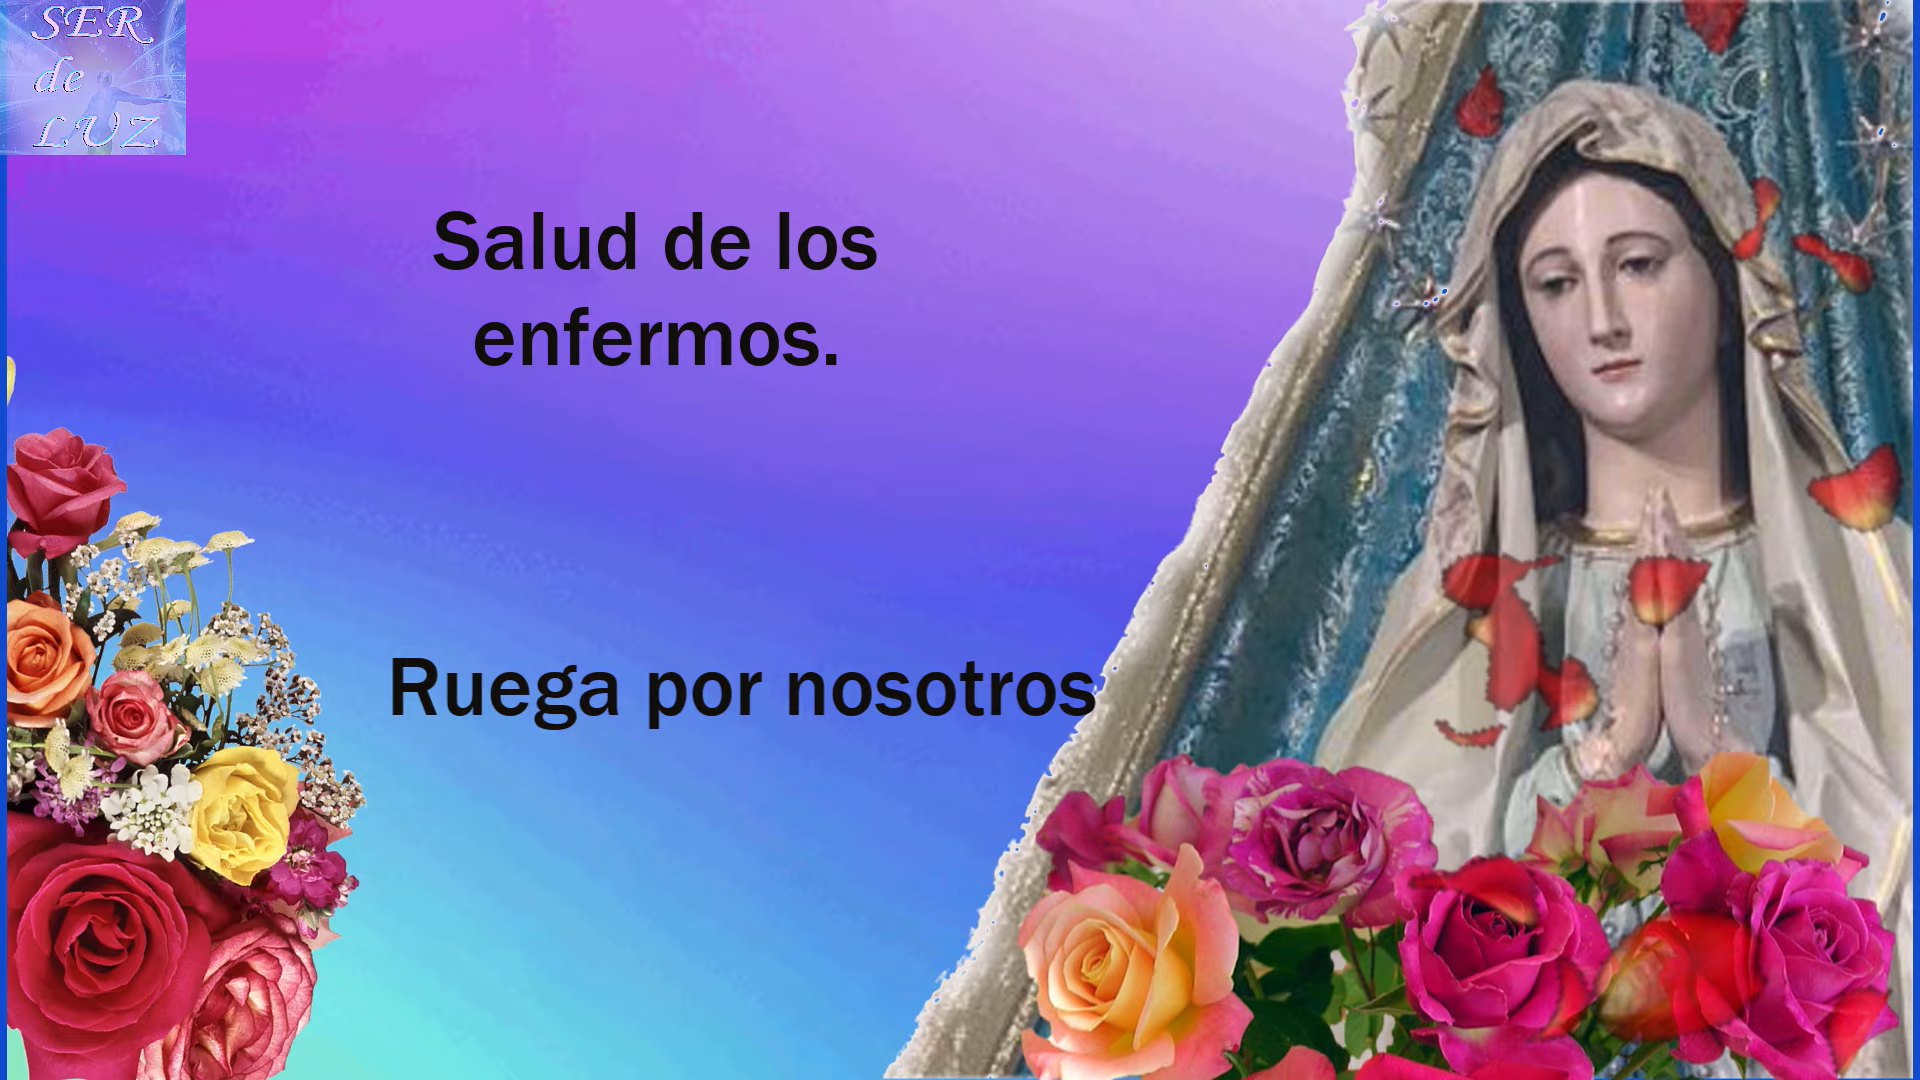 SER
de
LUZ
Salud de los
enfermos.
Ruega por nosotros